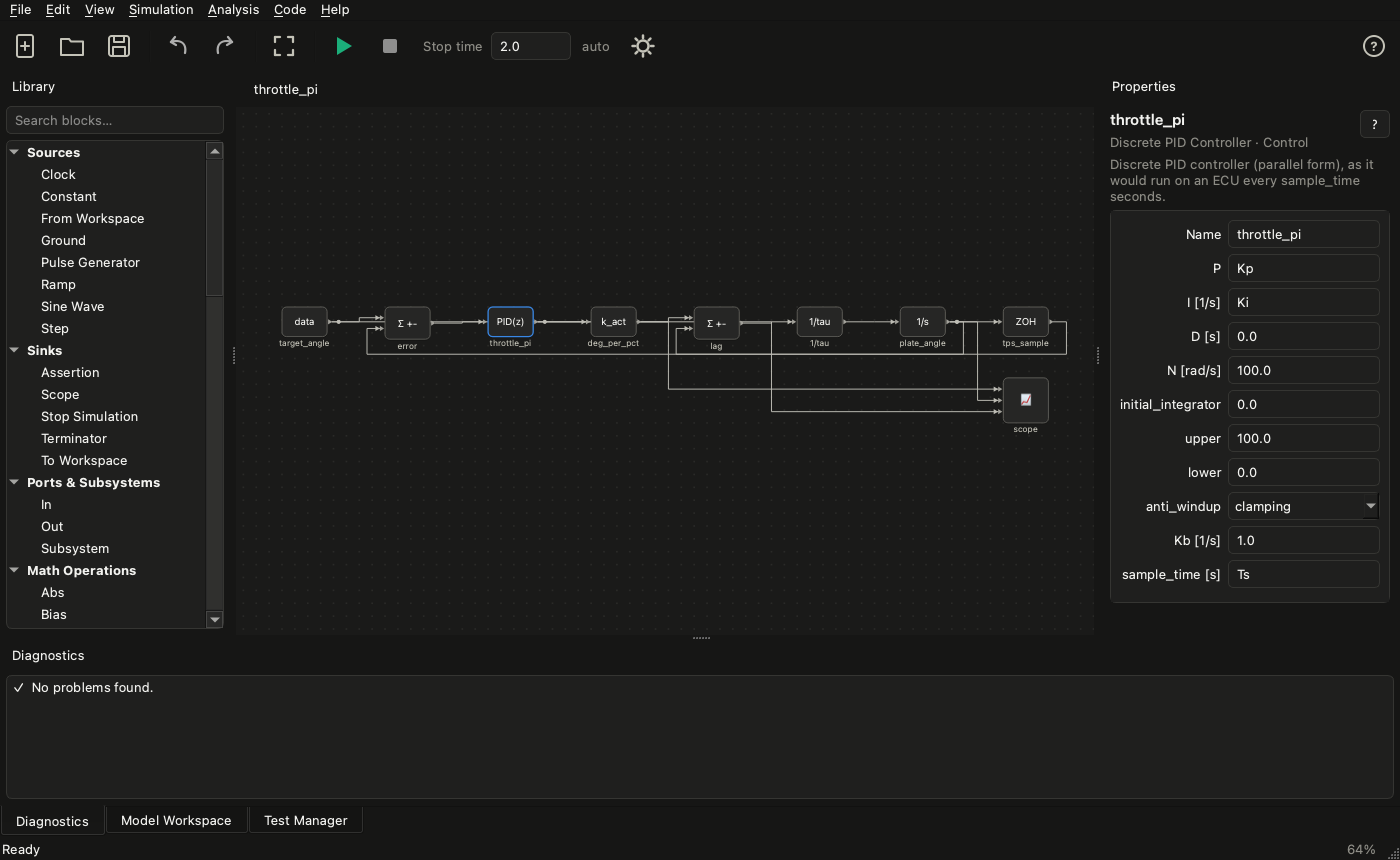 File Edit View Simulation Analysis Code Help
Stop time 2.0 auto
?
Library
Search blocks...
Sources
Clock
Constant
From Workspace
Ground
Pulse Generator
Ramp
Sine Wave
Step
Sinks
Assertion
Scope
Stop Simulation
Terminator
To Workspace
Ports & Subsystems
In
Out
Subsystem
Math Operations
Abs
Bias
throttle_pi
data
target_angle
Σ +-
error
PID(z)
throttle_pi
k_act
deg_per_pct
Σ +-
lag
1/tau
1/tau
1/s
plate_angle
ZOH
tps_sample
scope
Properties
throttle_pi
?
Discrete PID Controller · Control
Discrete PID controller (parallel form), as it
would run on an ECU every sample_time
seconds.
Name throttle_pi
P Kp
I [1/s] Ki
D [s] 0.0
N [rad/s] 100.0
initial_integrator 0.0
upper 100.0
lower 0.0
anti_windup clamping
Kb [1/s] 1.0
sample_time [s] Ts
Diagnostics
✓ No problems found.
Diagnostics Model Workspace Test Manager
Ready 64%